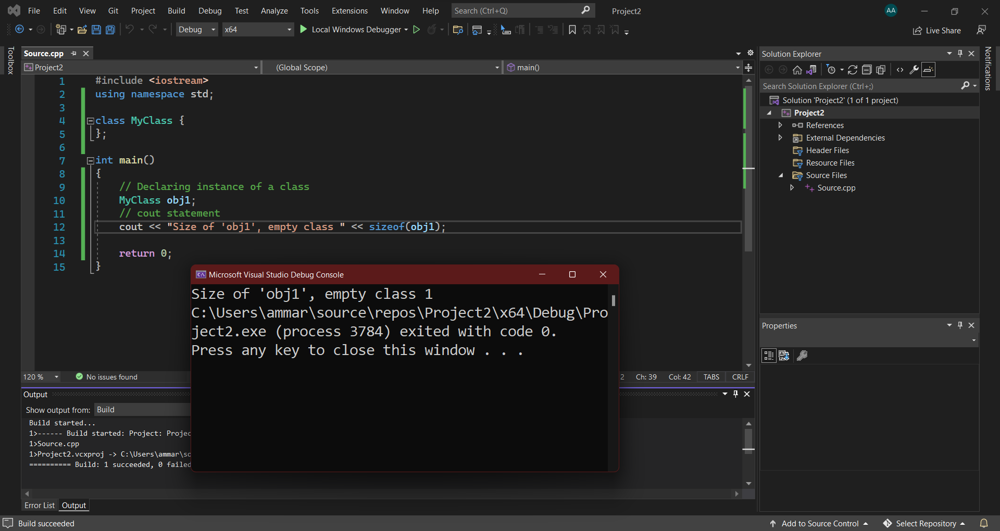 File Edit View Git Project Build Debug Test Analyze Tools Extensions Window Help Search (Ctrl+Q) Project2 AA
Debug x64 Local Windows Debugger Live Share
Toolbox
Source.cpp
Project2 (Global Scope) main()
1 #include <iostream>
2 using namespace std;
3
4 class MyClass {
5 };
6
7 int main()
8 {
9 // Declaring instance of a class
10 MyClass obj1;
11 // cout statement
12 cout << "Size of 'obj1', empty class " << sizeof(obj1);
13
14 return 0;
15 }
Microsoft Visual Studio Debug Console
Size of 'obj1', empty class 1
C:\Users\ammar\source\repos\Project2\x64\Debug\Pro
ject2.exe (process 3784) exited with code 0.
Press any key to close this window . . .
120 % No issues found 2 Ch: 39 Col: 42 TABS CRLF
Output
Show output from: Build
Build started...
1>------ Build started: Project: Projec
1>Source.cpp
1>Project2.vcxproj -> C:\Users\ammar\so
========== Build: 1 succeeded, 0 failed
Error List Output
Solution Explorer
Search Solution Explorer (Ctrl+;)
Solution 'Project2' (1 of 1 project)
Project2
References
External Dependencies
Header Files
Resource Files
Source Files
Source.cpp
Properties
Notifications
Build succeeded Add to Source Control Select Repository